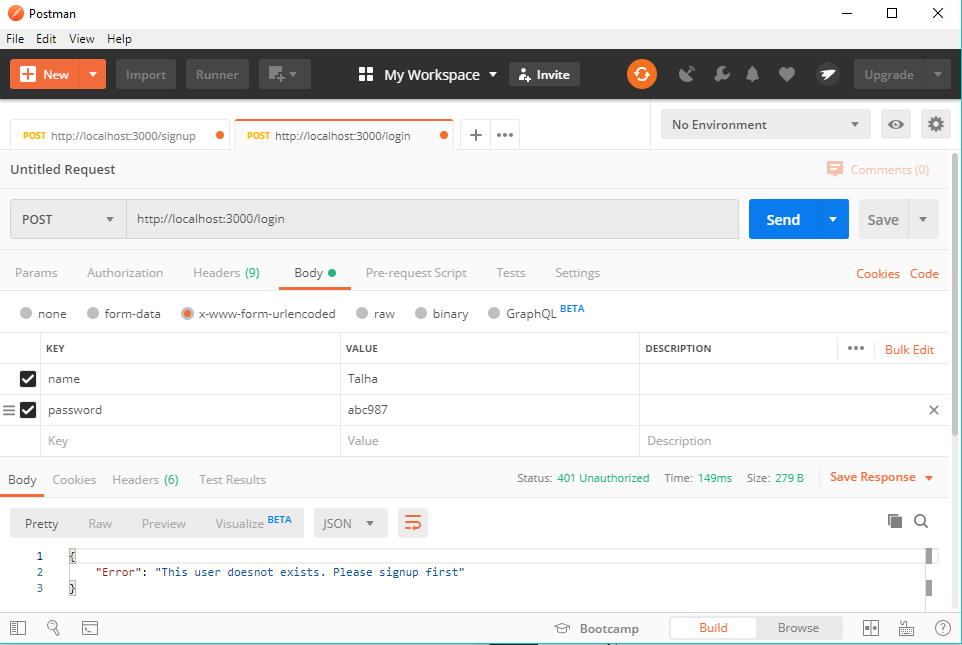 Postman
File Edit View Help
New Import Runner My Workspace Invite Upgrade
POST http://localhost:3000/signup POST http://localhost:3000/login No Environment
Untitled Request Comments (0)
POST http://localhost:3000/login Send Save
Params Authorization Headers (9) Body Pre-request Script Tests Settings Cookies Code
none form-data x-www-form-urlencoded raw binary GraphQL BETA
KEY VALUE DESCRIPTION Bulk Edit
name Talha
password abc987
Key Value Description
Body Cookies Headers (6) Test Results Status: 401 Unauthorized Time: 149ms Size: 279 B Save Response
Pretty Raw Preview Visualize BETA JSON
1 {
2 "Error": "This user doesnot exists. Please signup first"
3 }
Bootcamp Build Browse